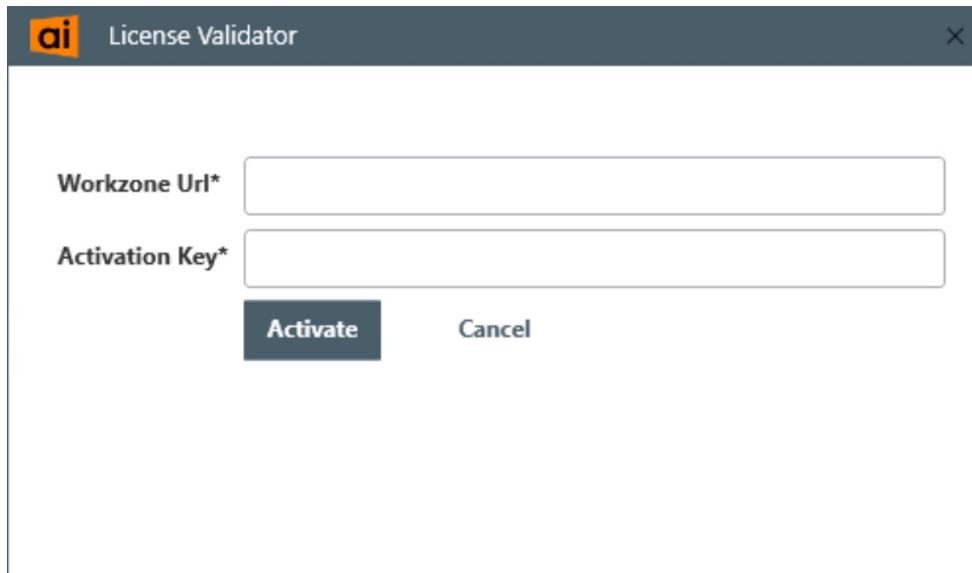 ai License Validator
Workzone Url*
Activation Key*
Activate Cancel